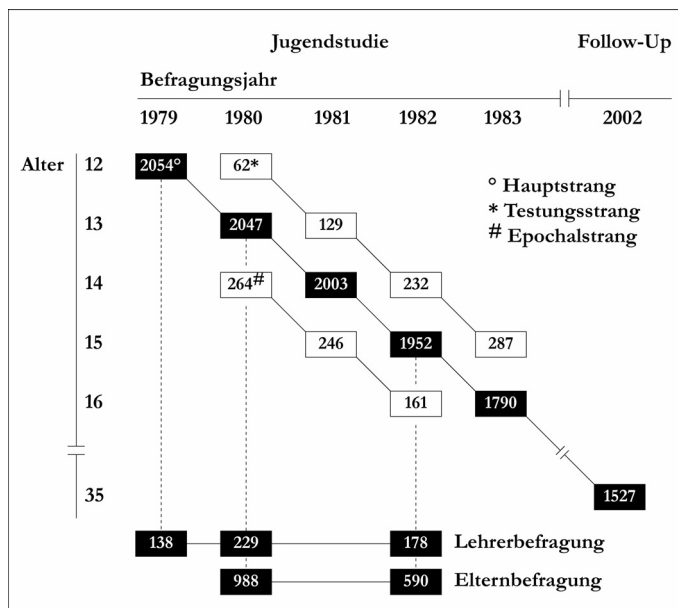 Jugendstudie Follow-Up
Befragungsjahr
1979 1980 1981 1982 1983 2002
Alter 12 2054° 62*
° Hauptstrang
* Testungsstrang
# Epochalstrang
13 2047 129
14 264# 2003 232
15 246 1952 287
16 161 1790
35 1527
138 229 178 Lehrerbefragung
988 590 Elternbefragung